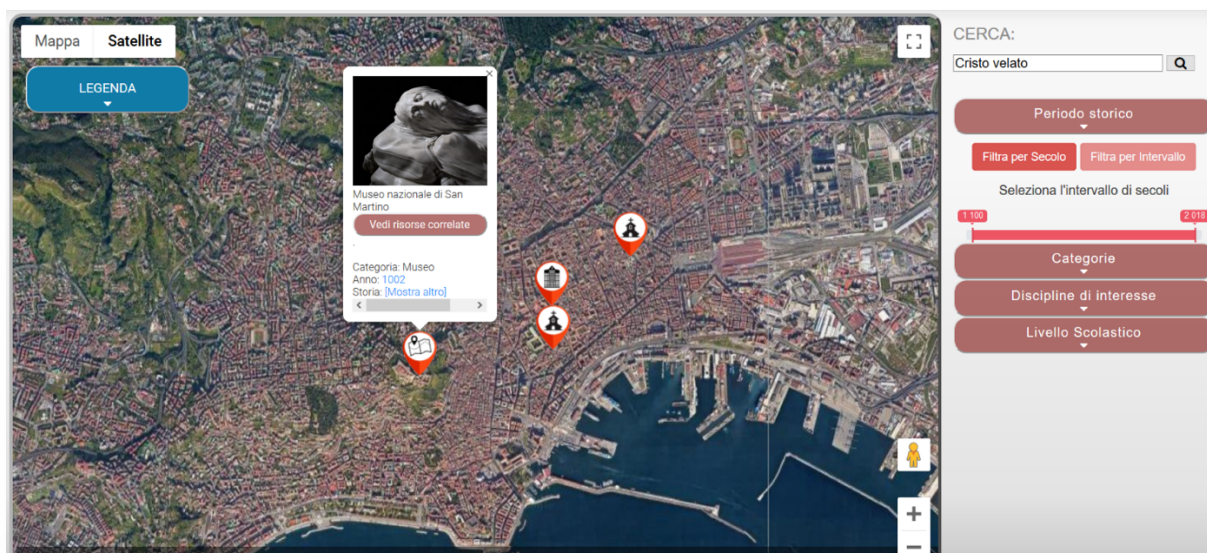 Mappa
Satellite
LEGENDA
Museo nazionale di San
Martino
Vedi risorse correlate
.
Categoria: Museo
Anno: 1002
Storia: [Mostra altro]
CERCA:
Cristo velato
Periodo storico
Filtra per Secolo
Filtra per Intervallo
Seleziona l'intervallo di secoli
1 100
2 018
Categorie
Discipline di interesse
Livello Scolastico